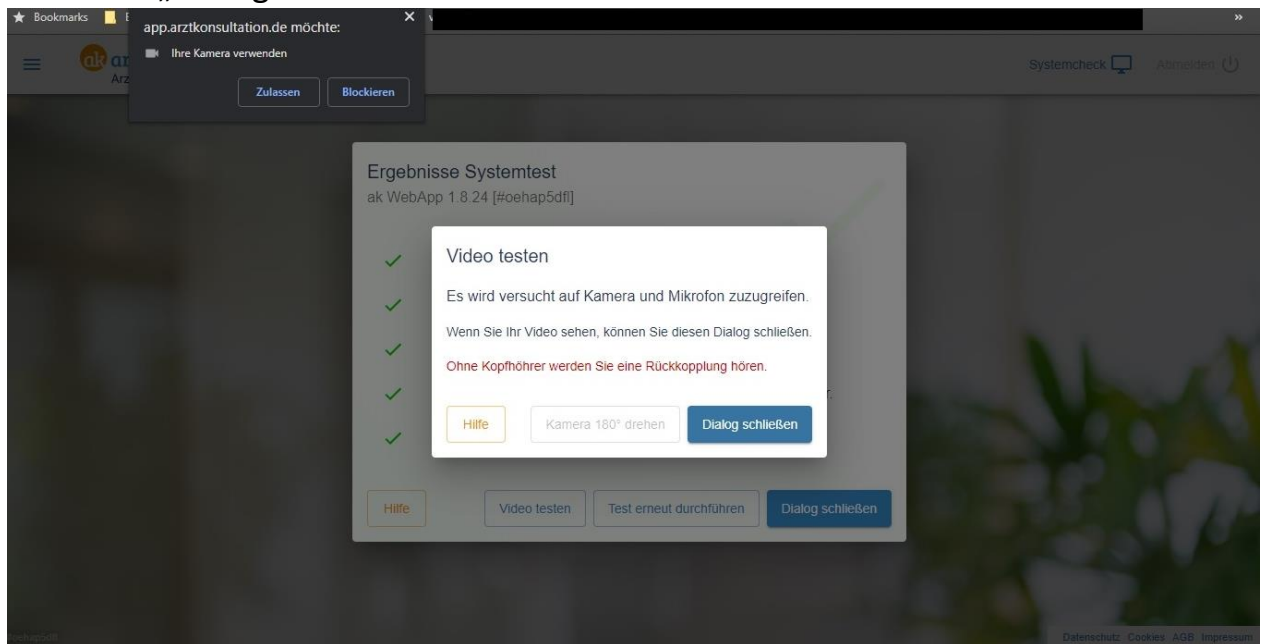 ★ Bookmarks
»
app.arztkonsultation.de möchte:
Ihre Kamera verwenden
Zulassen Blockieren
ak
Systemcheck Abmelden
Ergebnisse Systemtest
ak WebApp 1.8.24 [#oehap5dfl]
Video testen
Es wird versucht auf Kamera und Mikrofon zuzugreifen.
Wenn Sie Ihr Video sehen, können Sie diesen Dialog schließen.
Ohne Kopfhöhrer werden Sie eine Rückkopplung hören.
Hilfe Kamera 180° drehen Dialog schließen
Hilfe Video testen Test erneut durchführen Dialog schließen
#oehap5dfl
Datenschutz Cookies AGB Impressum